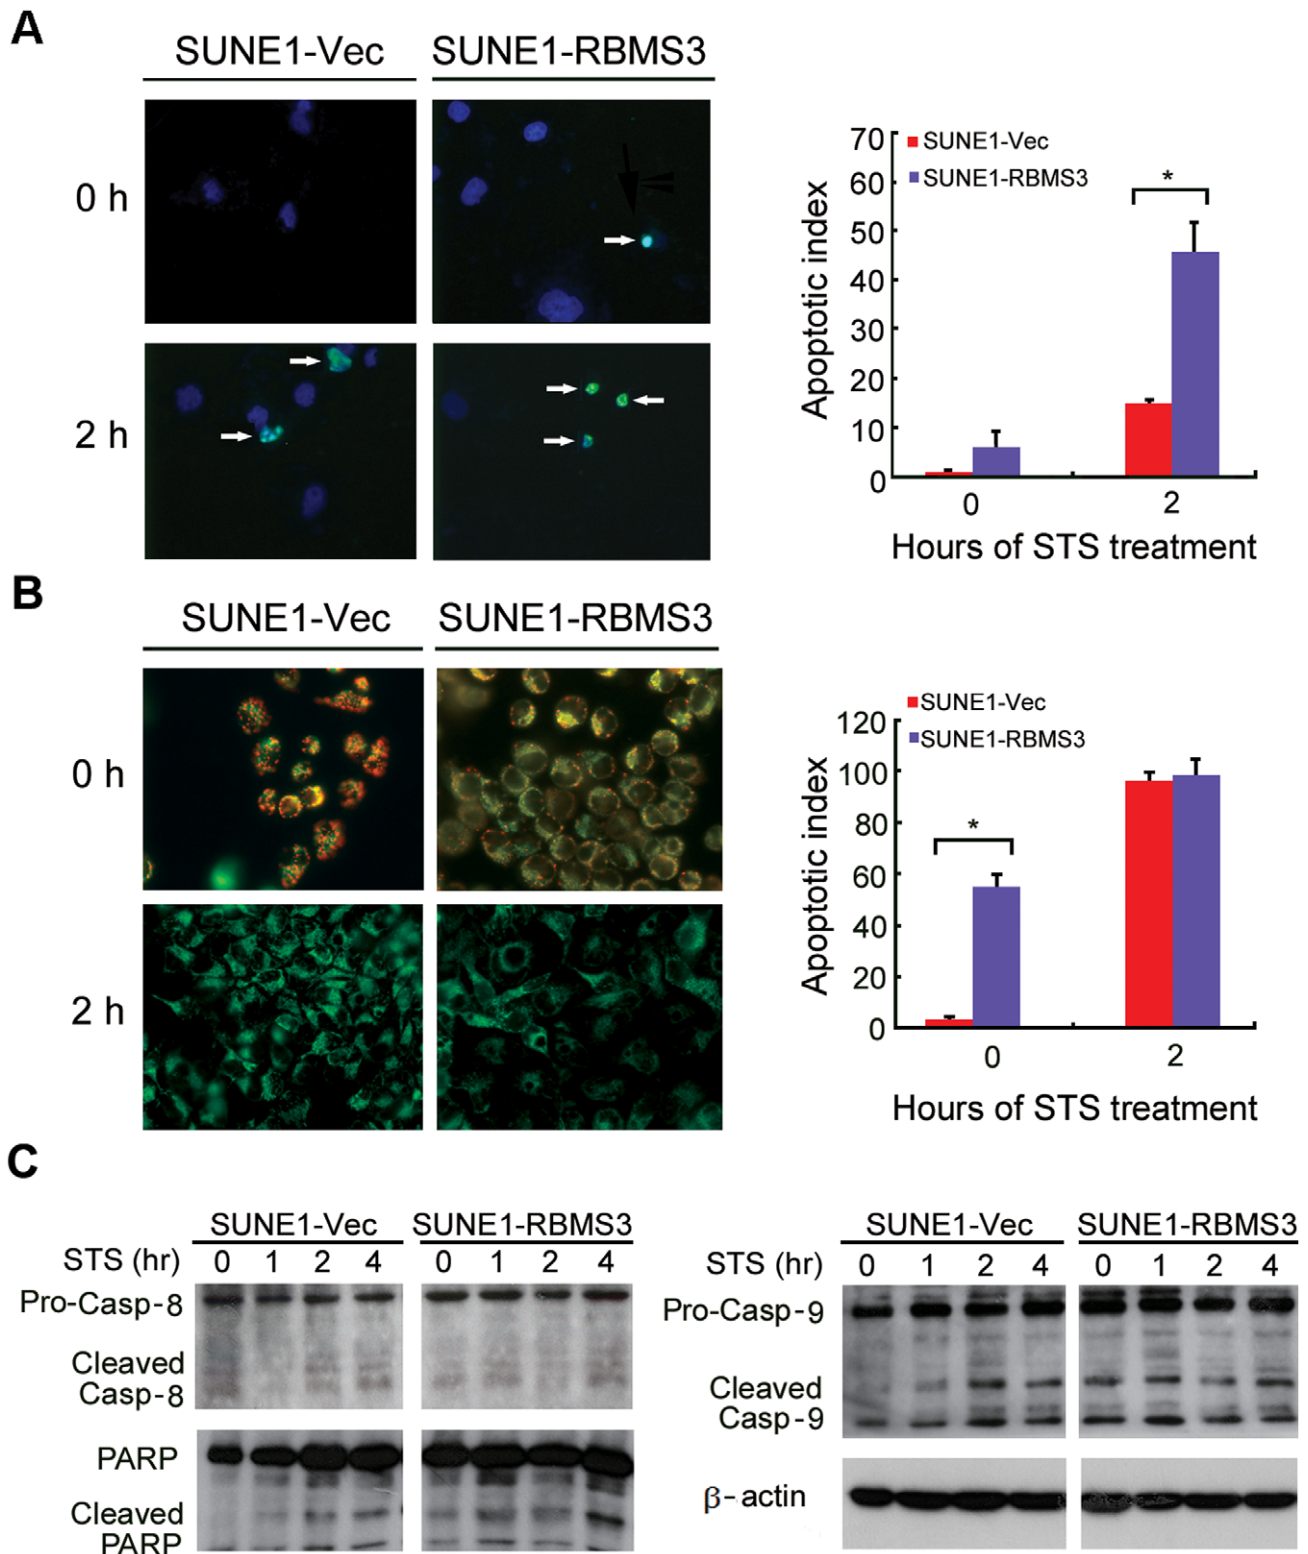 A
SUNE1-Vec
SUNE1-RBMS3
0 h
2 h
SUNE1-Vec
SUNE1-RBMS3
*
70
60
50
40
30
20
10
0
Apoptotic index
0
2
Hours of STS treatment
B
SUNE1-Vec
SUNE1-RBMS3
0 h
2 h
SUNE1-Vec
SUNE1-RBMS3
*
120
100
80
60
40
20
0
Apoptotic index
0
2
Hours of STS treatment
C
SUNE1-Vec SUNE1-RBMS3
STS (hr) 0 1 2 4 0 1 2 4
Pro-Casp-8
Cleaved
Casp-8
PARP
Cleaved
PARP
SUNE1-Vec SUNE1-RBMS3
STS (hr) 0 1 2 4 0 1 2 4
Pro-Casp-9
Cleaved
Casp-9
β-actin